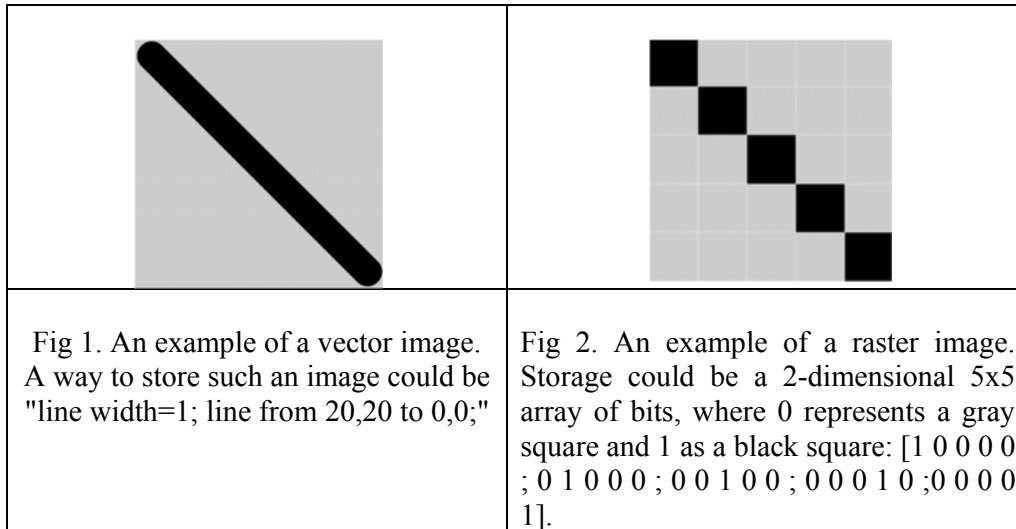 Fig 1. An example of a vector image.
A way to store such an image could be
"line width=1; line from 20,20 to 0,0;"
Fig 2. An example of a raster image.
Storage could be a 2-dimensional 5x5
array of bits, where 0 represents a gray
square and 1 as a black square: [1 0 0 0 0
; 0 1 0 0 0 ; 0 0 1 0 0 ; 0 0 0 1 0 ;0 0 0 0
1].